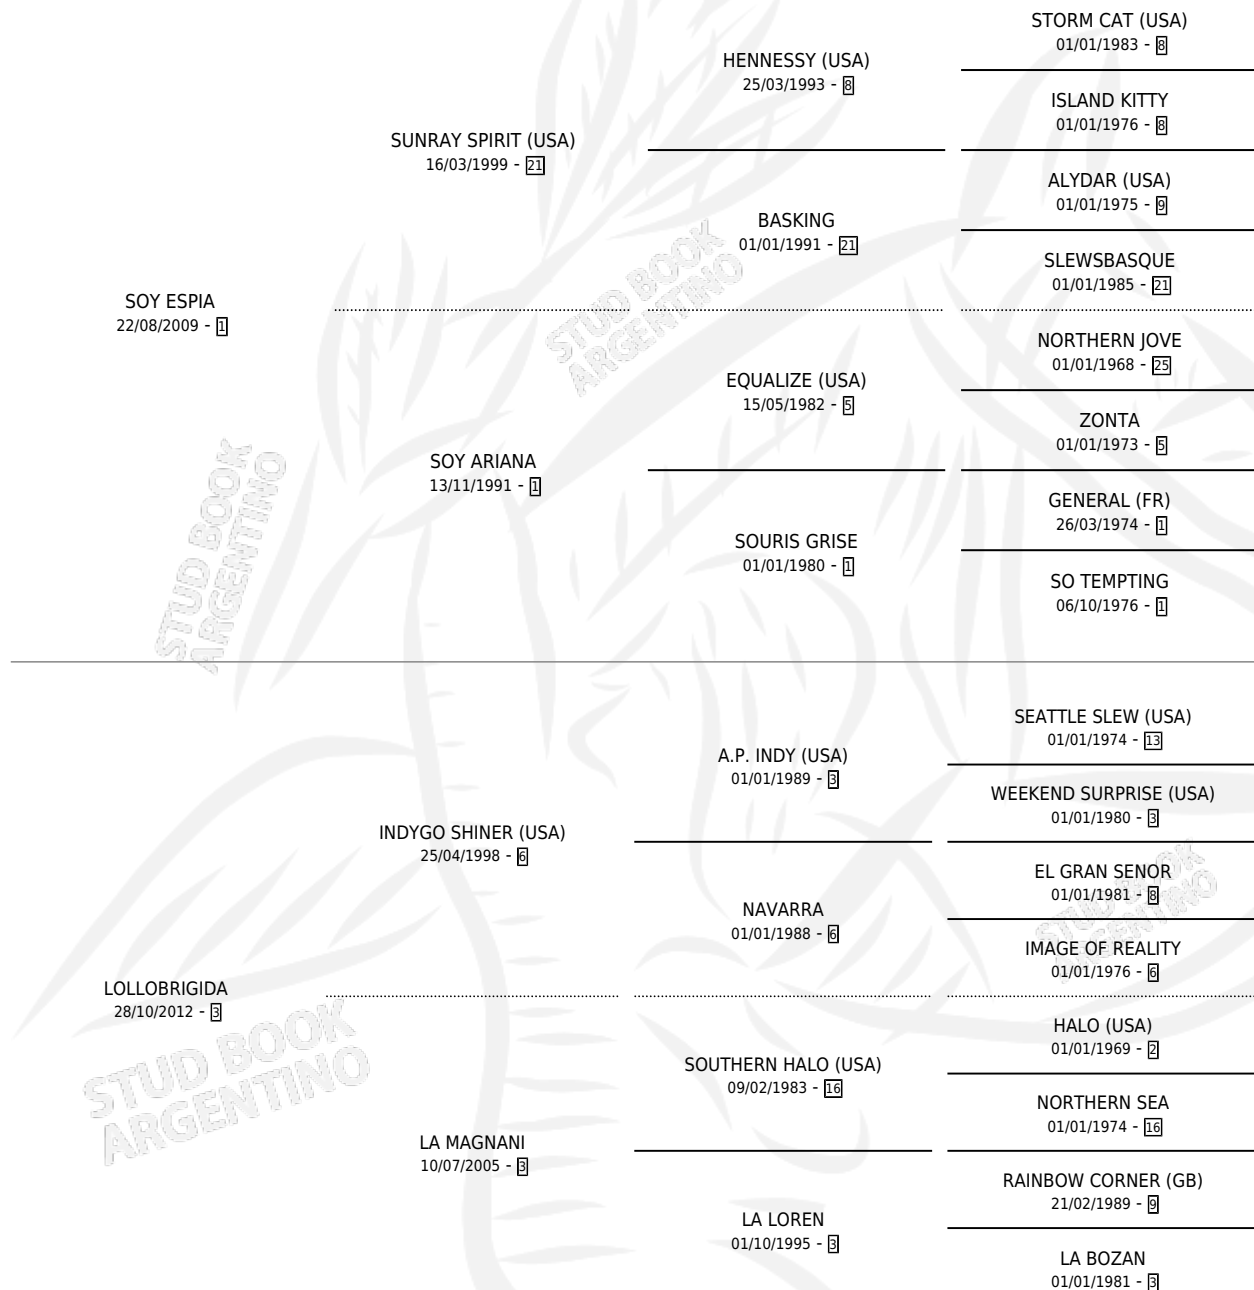 STORM CAT (USA)
01/01/1983 - 8
HENNESSY (USA)
25/03/1993 - 8
ISLAND KITTY
01/01/1976 - 8
SUNRAY SPIRIT (USA)
16/03/1999 - 21
ALYDAR (USA)
01/01/1975 - 9
BASKING
01/01/1991 - 21
SLEWSBASQUE
01/01/1985 - 21
SOY ESPIA
22/08/2009 - 1
NORTHERN JOVE
01/01/1968 - 25
EQUALIZE (USA)
15/05/1982 - 5
ZONTA
01/01/1973 - 5
SOY ARIANA
13/11/1991 - 1
GENERAL (FR)
26/03/1974 - 1
SOURIS GRISE
01/01/1980 - 1
SO TEMPTING
06/10/1976 - 1
STUD BOOK
ARGENTINO
STUD BOOK
ARGENTINO
SEATTLE SLEW (USA)
01/01/1974 - 13
A.P. INDY (USA)
01/01/1989 - 3
WEEKEND SURPRISE (USA)
01/01/1980 - 3
INDYGO SHINER (USA)
25/04/1998 - 6
EL GRAN SENOR
01/01/1981 - 8
NAVARRA
01/01/1988 - 6
IMAGE OF REALITY
01/01/1976 - 6
STUD BOOK
ARGENTINO
LOLLOBRIGIDA
28/10/2012 - 3
HALO (USA)
01/01/1969 - 2
SOUTHERN HALO (USA)
09/02/1983 - 16
NORTHERN SEA
01/01/1974 - 16
STUD BOOK
ARGENTINO
LA MAGNANI
10/07/2005 - 3
RAINBOW CORNER (GB)
21/02/1989 - 9
LA LOREN
01/10/1995 - 3
LA BOZAN
01/01/1981 - 3